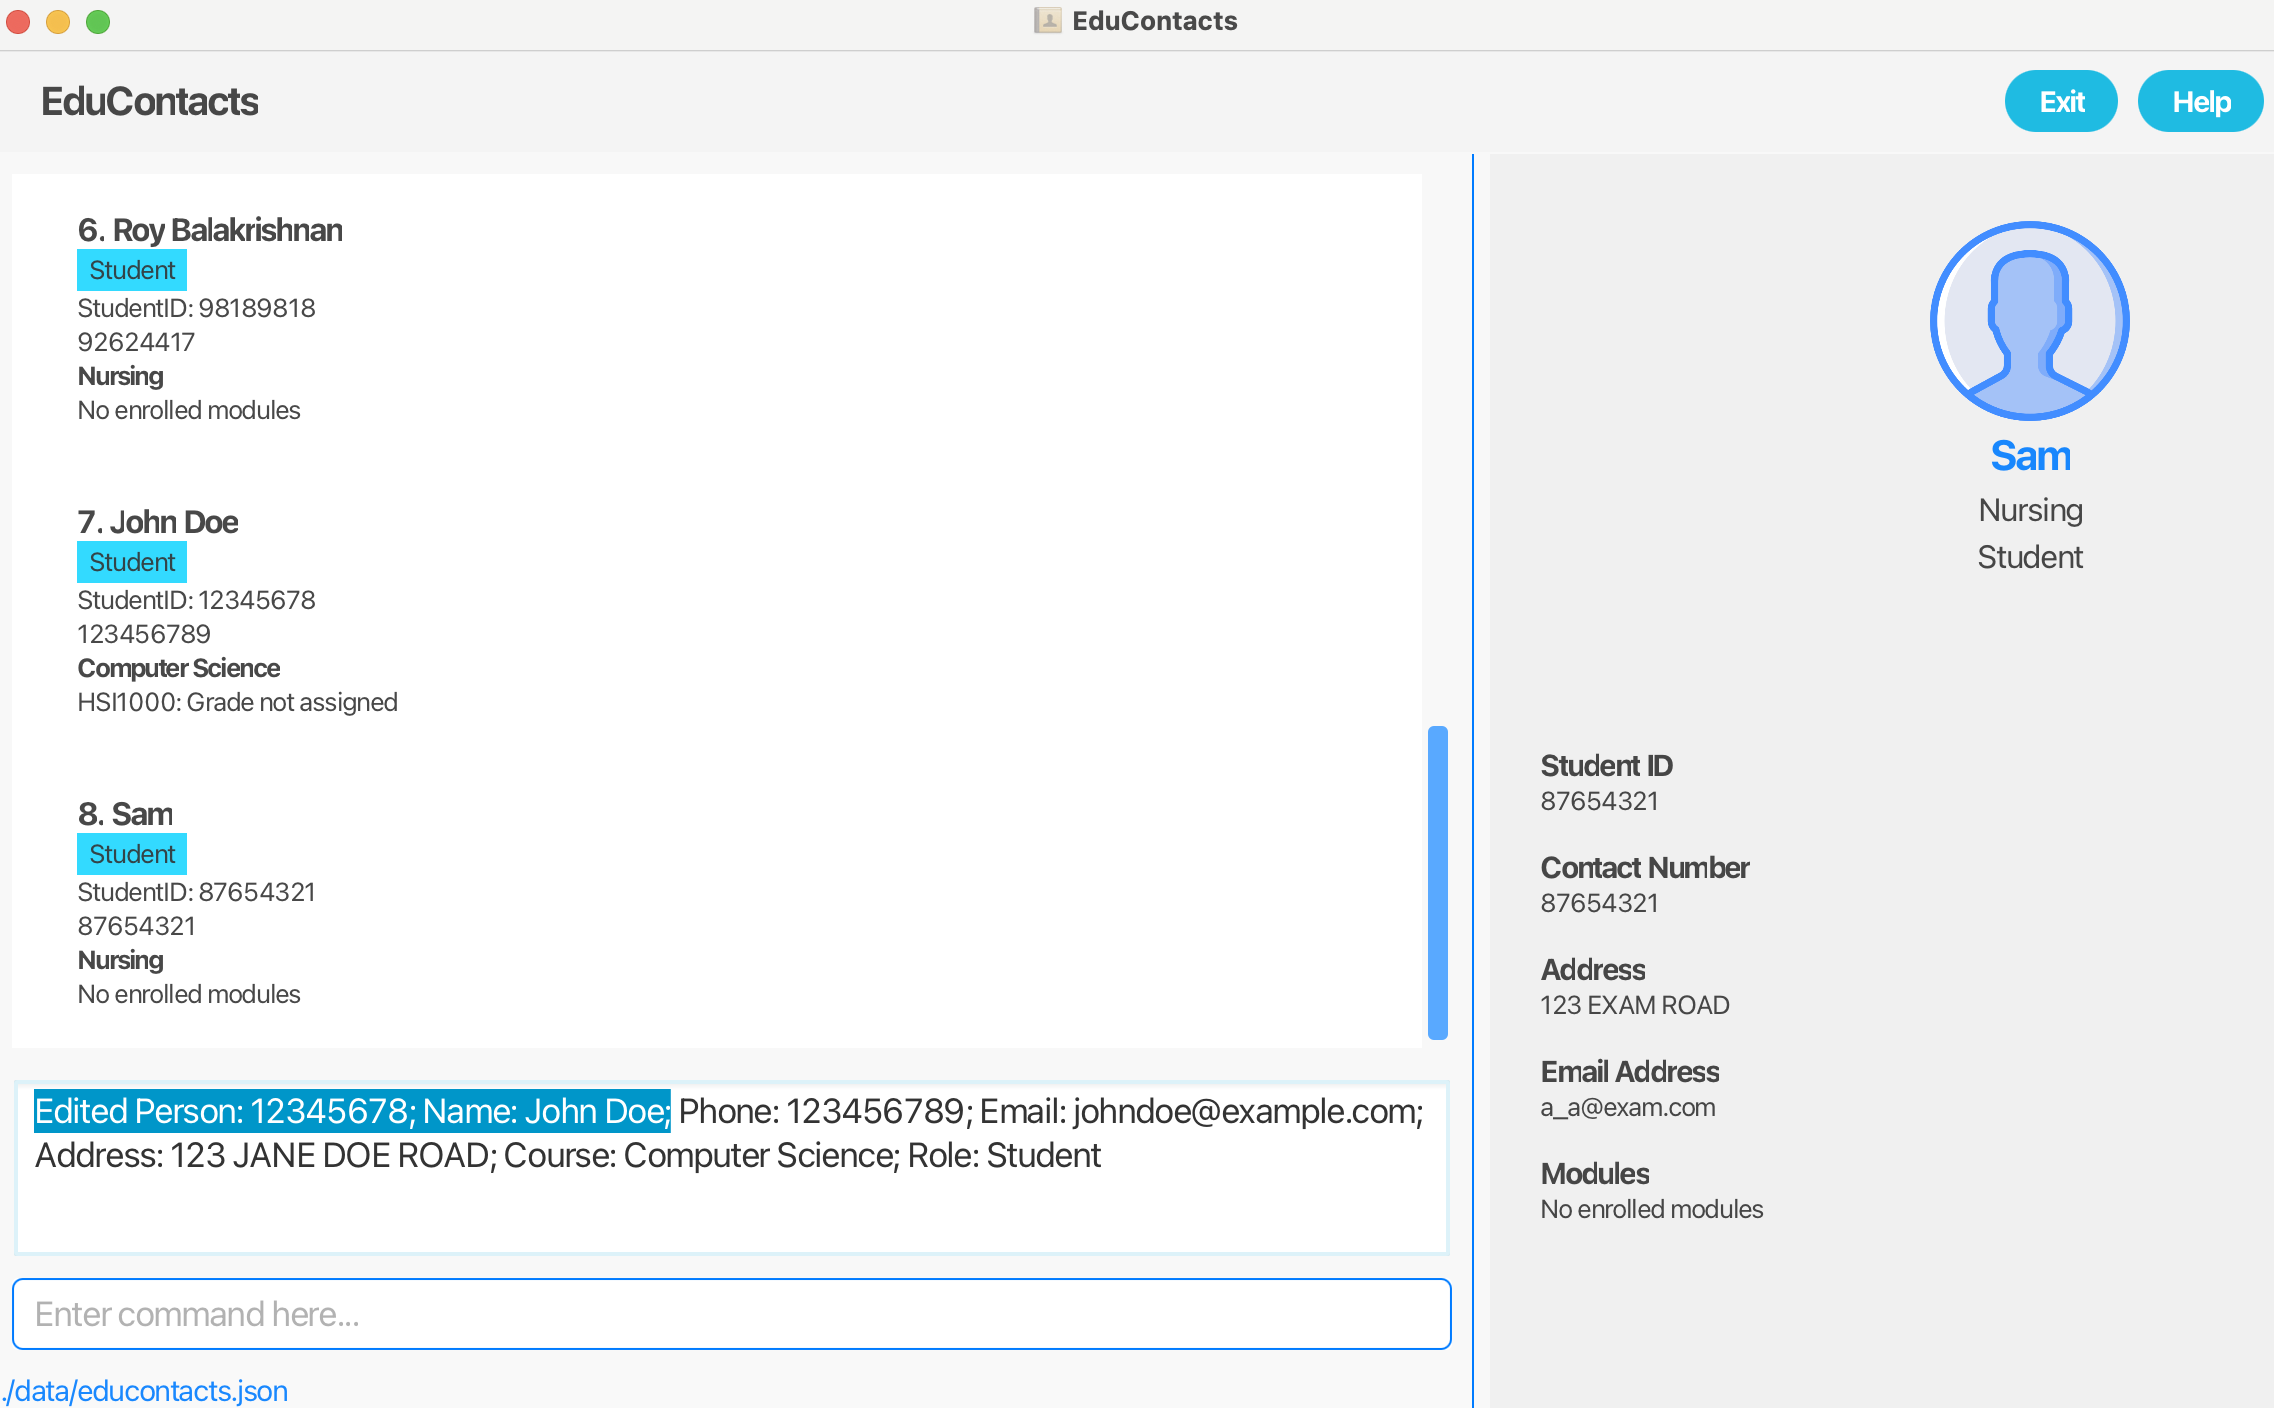 EduContacts
EduContacts
Exit
Help
6. Roy Balakrishnan
Student
StudentID: 98189818
92624417
Nursing
No enrolled modules
7. John Doe
Student
StudentID: 12345678
123456789
Computer Science
HSI1000: Grade not assigned
8. Sam
Student
StudentID: 87654321
87654321
Nursing
No enrolled modules
Edited Person: 12345678; Name: John Doe; Phone: 123456789; Email: johndoe@example.com;
Address: 123 JANE DOE ROAD; Course: Computer Science; Role: Student
Enter command here...
./data/educontacts.json
Sam
Nursing
Student
Student ID
87654321
Contact Number
87654321
Address
123 EXAM ROAD
Email Address
a_a@exam.com
Modules
No enrolled modules